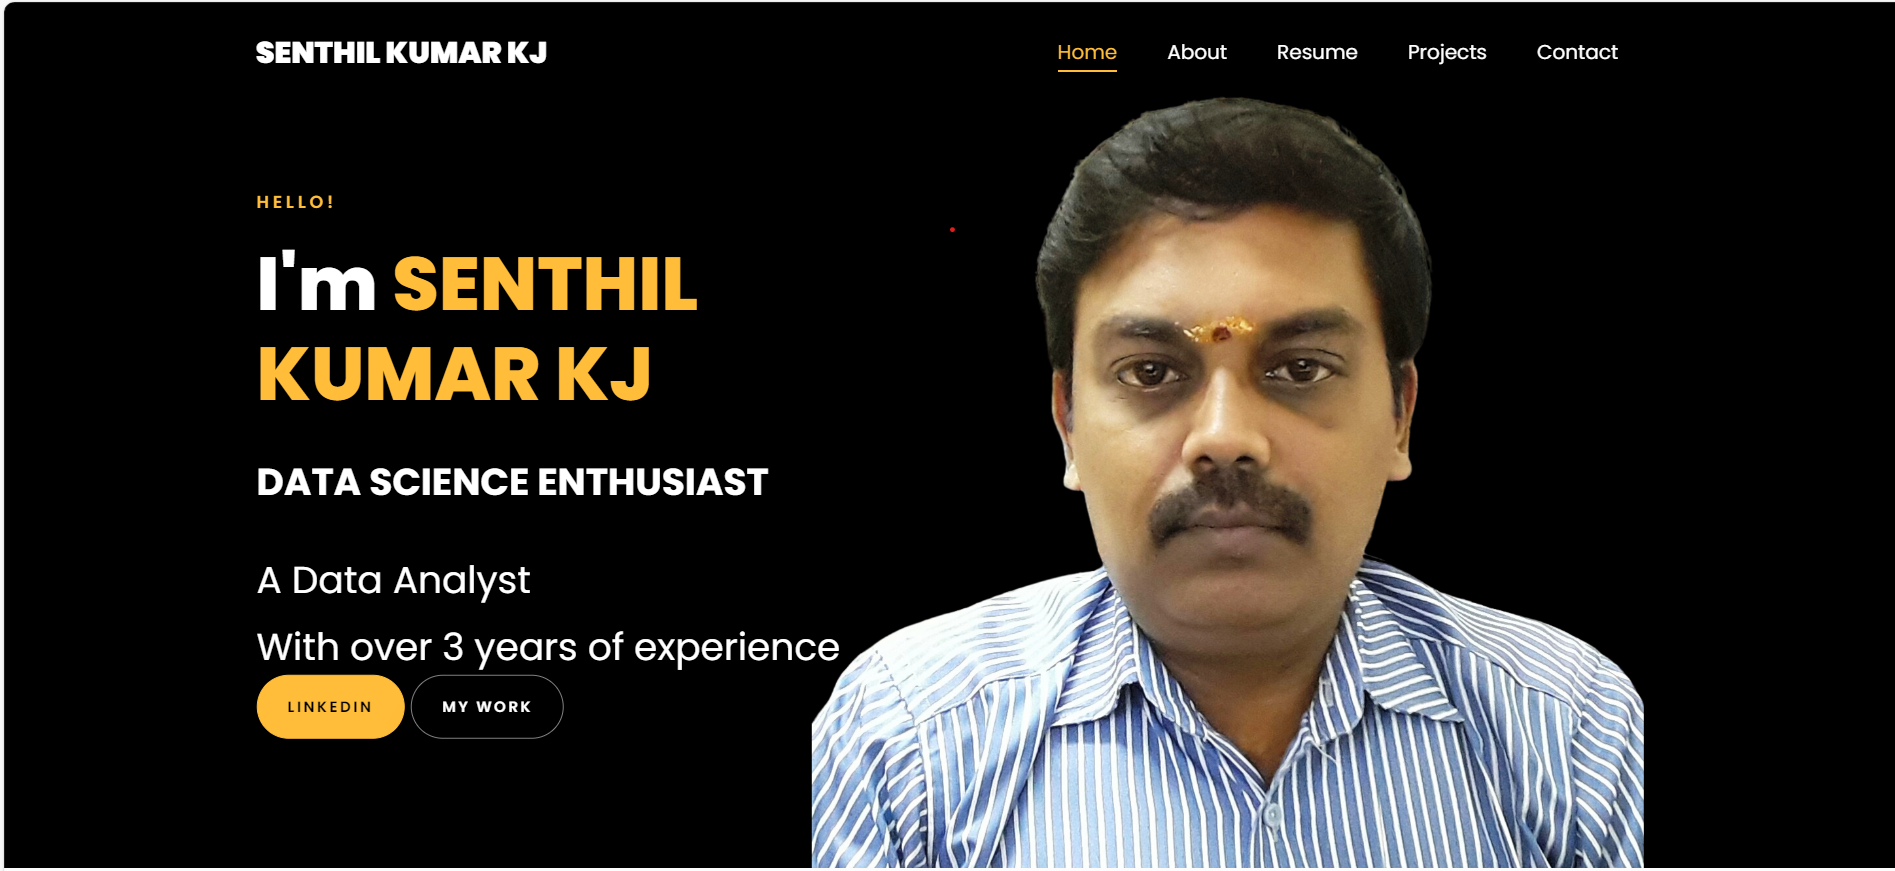 SENTHIL KUMAR KJ
Home About Resume Projects Contact
HELLO!
I'm SENTHIL
KUMAR KJ
DATA SCIENCE ENTHUSIAST
A Data Analyst
With over 3 years of experience
LINKEDIN MY WORK